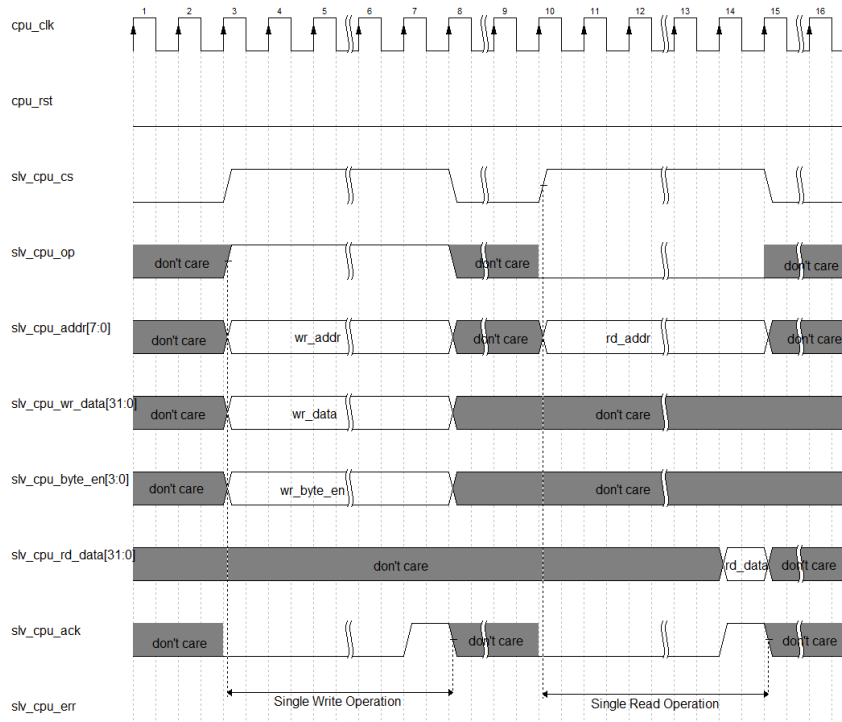 1 2 3 4 5 6 7 8 9 10 11 12 13 14 15 16
cpu_clk
cpu_rst
slv_cpu_cs
slv_cpu_op don't care don't care don't care
slv_cpu_addr[7:0] don't care wr_addr don't care rd_addr don't care
slv_cpu_wr_data[31:0] don't care wr_data don't care
slv_cpu_byte_en[3:0] don't care wr_byte_en don't care
slv_cpu_rd_data[31:0] don't care rd_data don't care
slv_cpu_ack don't care don't care don't care
Single Write Operation Single Read Operation
slv_cpu_err